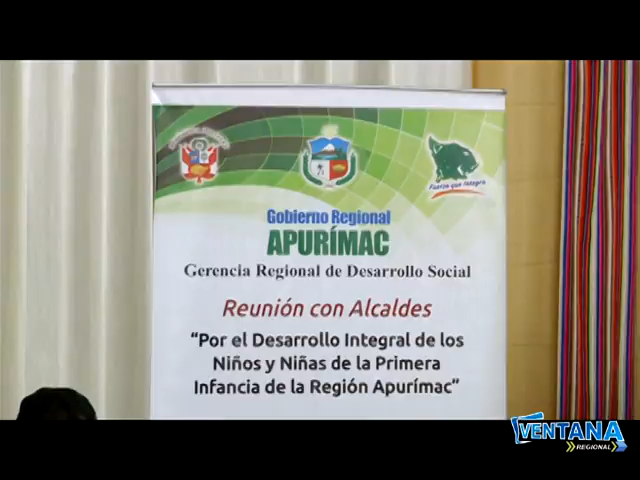 Fuerza que Integra
Gobierno Regional
APURÍMAC
Gerencia Regional de Desarrollo Social
Reunión con Alcaldes
"Por el Desarrollo Integral de los
Niños y Niñas de la Primera
Infancia de la Región Apurímac"
VENTANA
REGIONAL